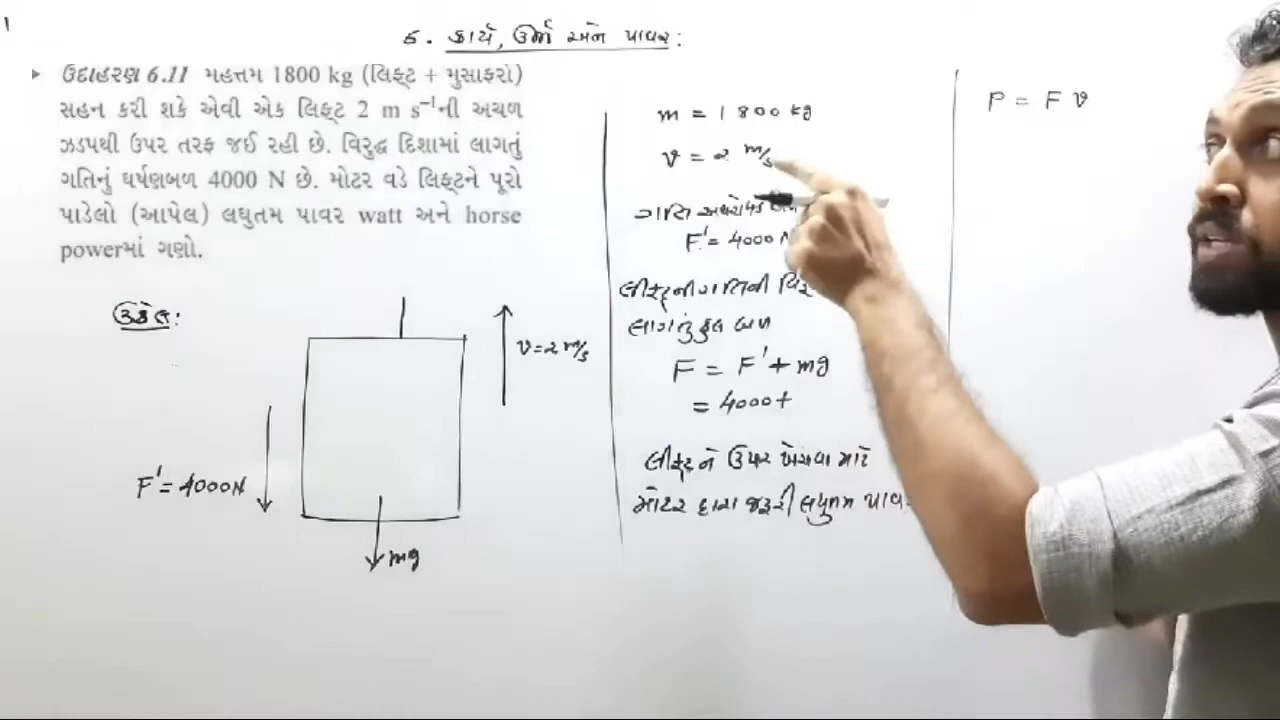 ૬. કાર્ય, ઉર્જા અને પાવર :
ઉદાહરણ 6.11 મહત્તમ 1800 kg (લિફ્ટ + મુસાફરો)
સહન કરી શકે એવી એક લિફ્ટ 2 m s⁻¹ની અચળ
ઝડપથી ઉપર તરફ જઈ રહી છે. વિરુદ્ધ દિશામાં લાગતું
ગતિનું ઘર્ષણબળ 4000 N છે. મોટર વડે લિફ્ટને પૂરો
પાડેલો (આપેલ) લઘુતમ પાવર watt અને horse
powerમાં ગણો.
ઉકેલ :
v = 2 m/s
F' = 4000N
mg
m = 1800 kg
v = 2 m/s
ગતિ
F' = 4000 N
લીફ્ટની ગતિની
લાગતું કુલ બળ
F = F' + mg
= 4000 +
લીફ્ટને ઉપર ખેંચવા માટે
મોટર દ્વારા જરૂરી લઘુત્તમ
P = F v